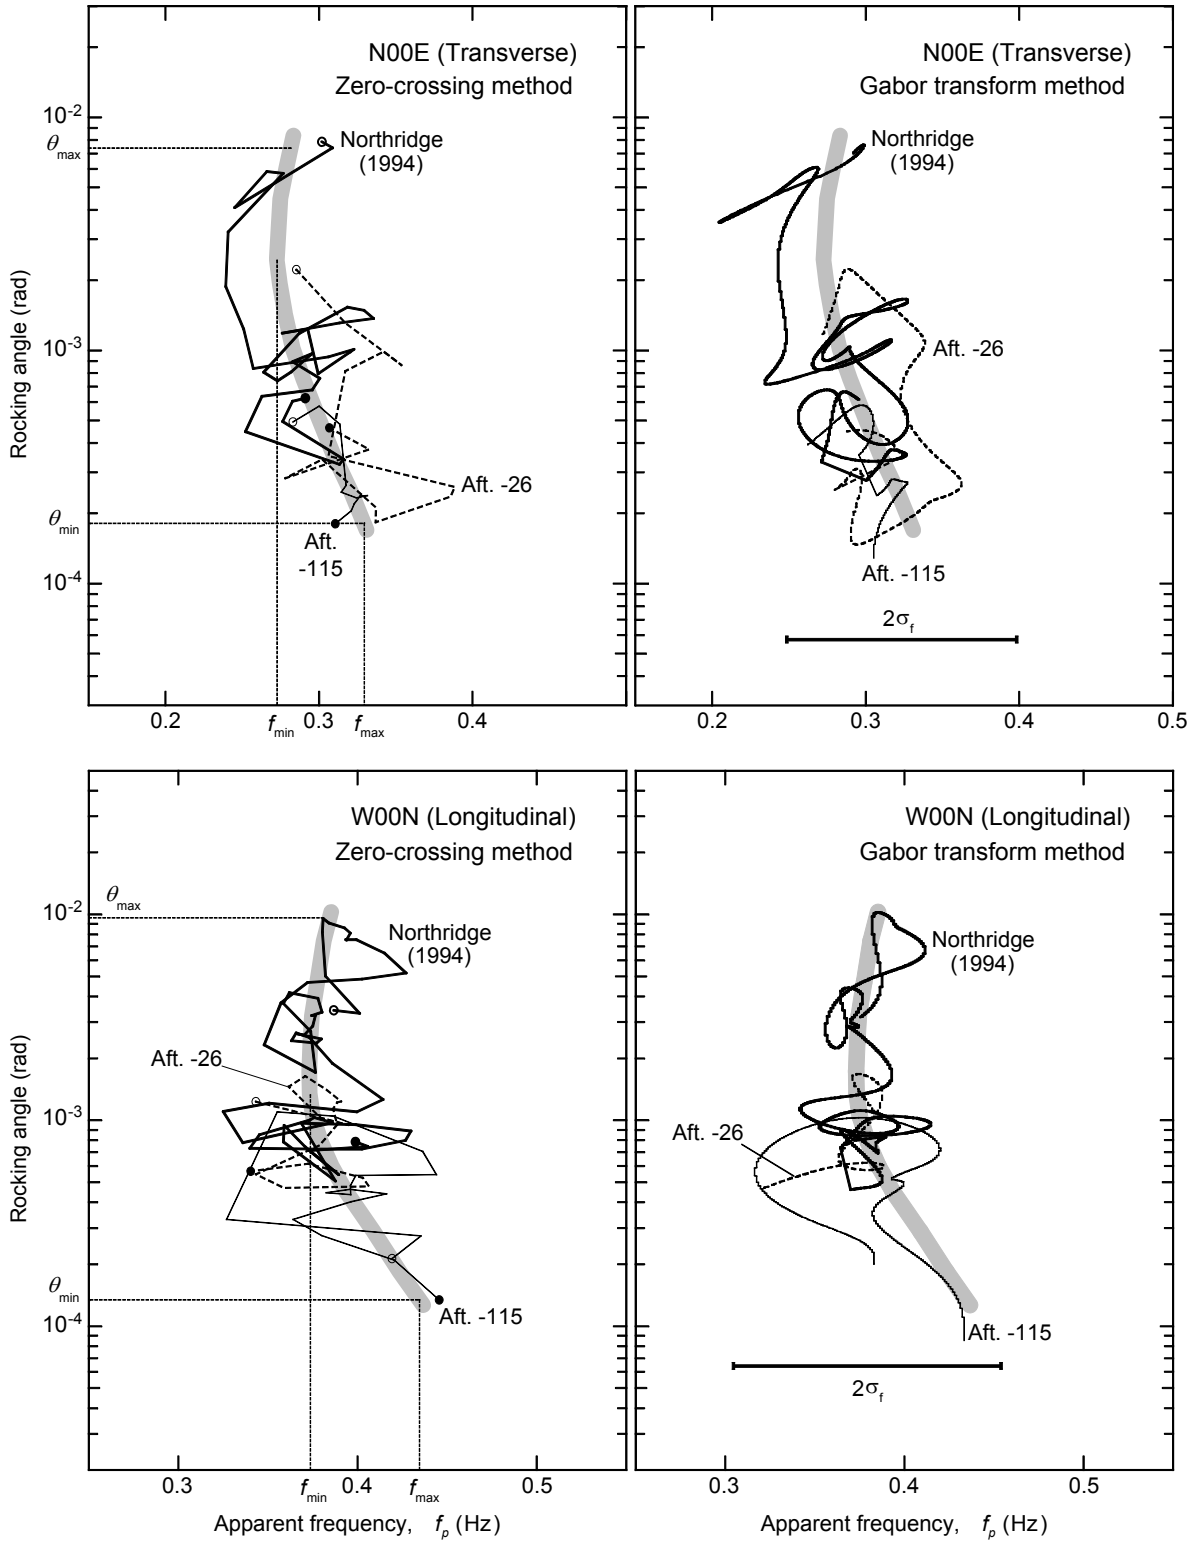 N00E (Transverse)
Zero-crossing method
10-2
θmax
Northridge
(1994)
Rocking angle (rad)
10-3
Aft. -26
θmin
Aft.
-115
10-4
0.2
fmin
0.3
fmax
0.4
N00E (Transverse)
Gabor transform method
Northridge
(1994)
Aft. -26
Aft. -115
2σf
0.2
0.3
0.4
0.5
W00N (Longitudinal)
Zero-crossing method
θmax
10-2
Northridge
(1994)
Rocking angle (rad)
Aft. -26
10-3
θmin
10-4
Aft. -115
0.3
fmin
0.4
fmax
0.5
Apparent frequency, fp (Hz)
W00N (Longitudinal)
Gabor transform method
Northridge
(1994)
Aft. -26
Aft. -115
2σf
0.3
0.4
0.5
Apparent frequency, fp (Hz)